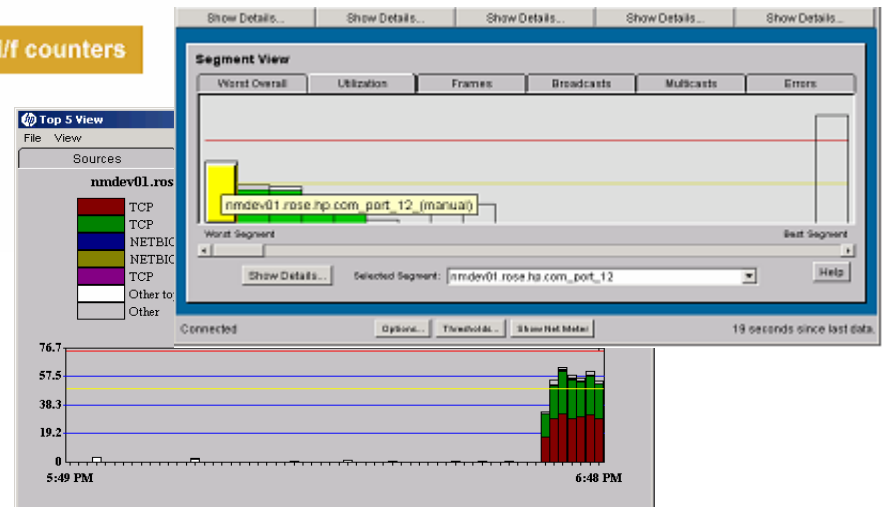 I/f counters
Show Details... Show Details... Show Details... Show Details... Show Details...
Segment View
Worst Overall Utilization Frames Broadcasts Multicasts Errors
nmdev01.rose.hp.com_port_12_(manual)
Worst Segment Best Segment
Show Details... Selected Segment: nmdev01.rose.hp.com_port_12 Help
Connected Options... Thresholds... Show Net Meter 19 seconds since last data.
Top 5 View
File View
Sources
nmdev01.ros
TCP
TCP
NETBIO
NETBIO
TCP
Other to
Other
76.7
57.5
38.3
19.2
0
5:49 PM 6:48 PM